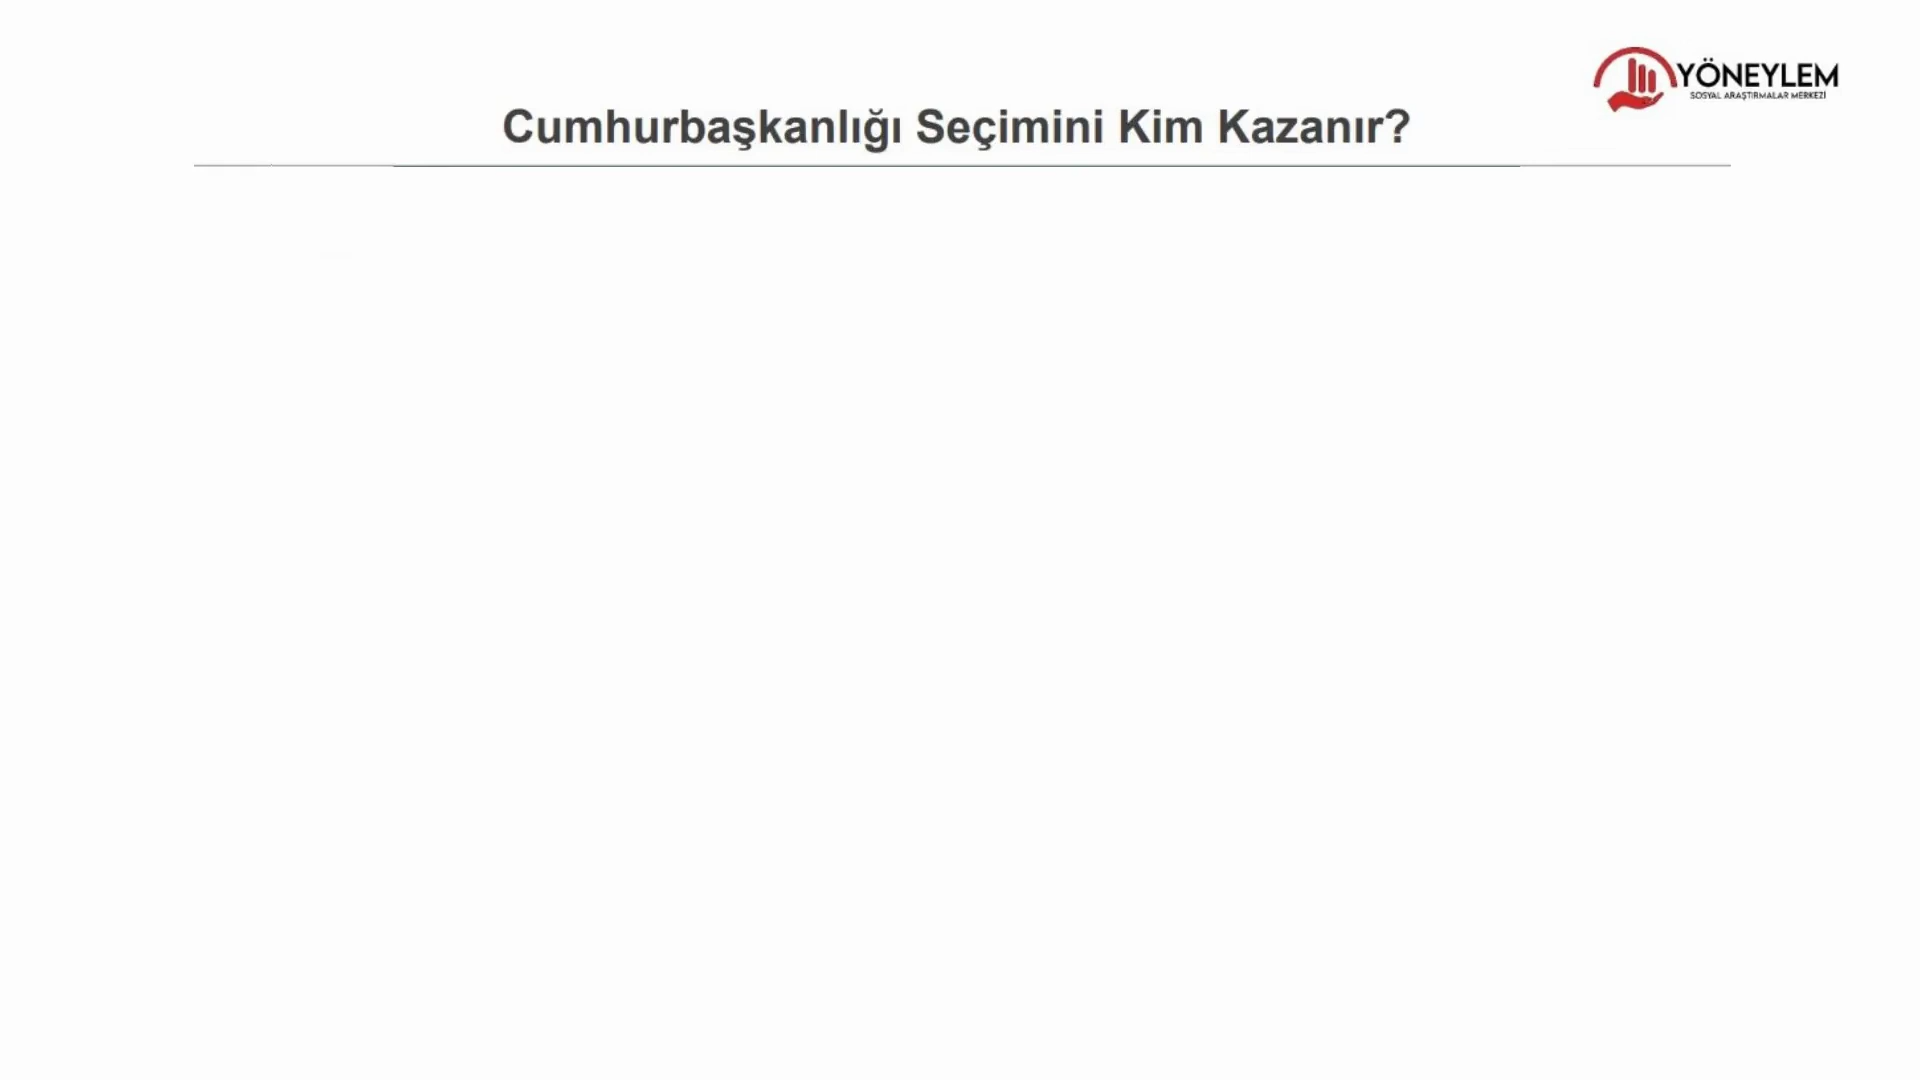 YÖNEYLEM
SOSYAL ARAŞTIRMALAR MERKEZİ
Cumhurbaşkanlığı Seçimini Kim Kazanır?